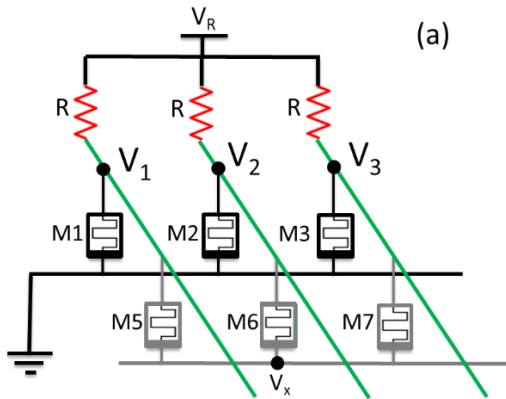 V_R
(a)
R R R
V_1 V_2 V_3
M1 M2 M3
M5 M6 M7
V_x